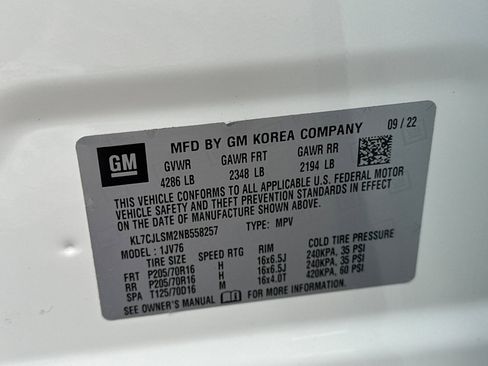 GM
MFD BY GM KOREA COMPANY 09 / 22
GVWR GAWR FRT GAWR RR
4286 LB 2348 LB 2194 LB
THIS VEHICLE CONFORMS TO ALL APPLICABLE U.S. FEDERAL MOTOR
VEHICLE SAFETY AND THEFT PREVENTION STANDARDS IN EFFECT
ON THE DATE OF MANUFACTURE SHOWN ABOVE.
KL7CJLSM2NB558257 TYPE : MPV
MODEL : 1JV76
TIRE SIZE SPEED RTG RIM COLD TIRE PRESSURE
FRT P205/70R16 H 16x6.5J 240KPA, 35 PSI
RR P205/70R16 H 16x6.5J 240KPA, 35 PSI
SPA T125/70D16 M 16x4.0T 420KPA, 60 PSI
SEE OWNER'S MANUAL FOR MORE INFORMATION.